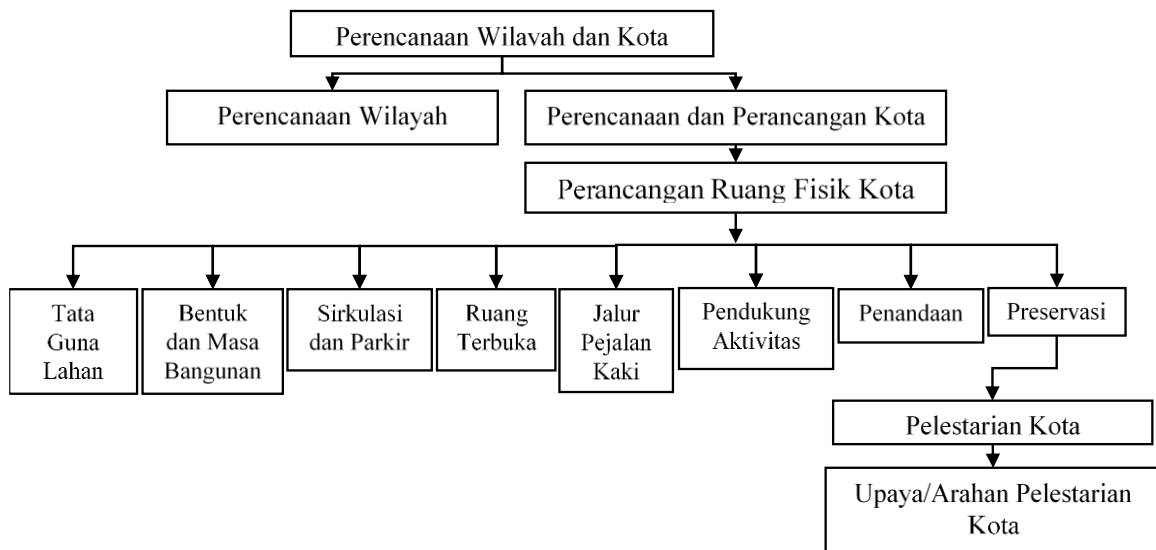 Perencanaan Wilavah dan Kota
Perencanaan Wilayah
Perencanaan dan Perancangan Kota
Perancangan Ruang Fisik Kota
Tata
Guna
Lahan
Bentuk
dan Masa
Bangunan
Sirkulasi
dan Parkir
Ruang
Terbuka
Jalur
Pejalan
Kaki
Pendukung
Aktivitas
Penandaan
Preservasi
Pelestarian Kota
Upaya/Arahan Pelestarian
Kota